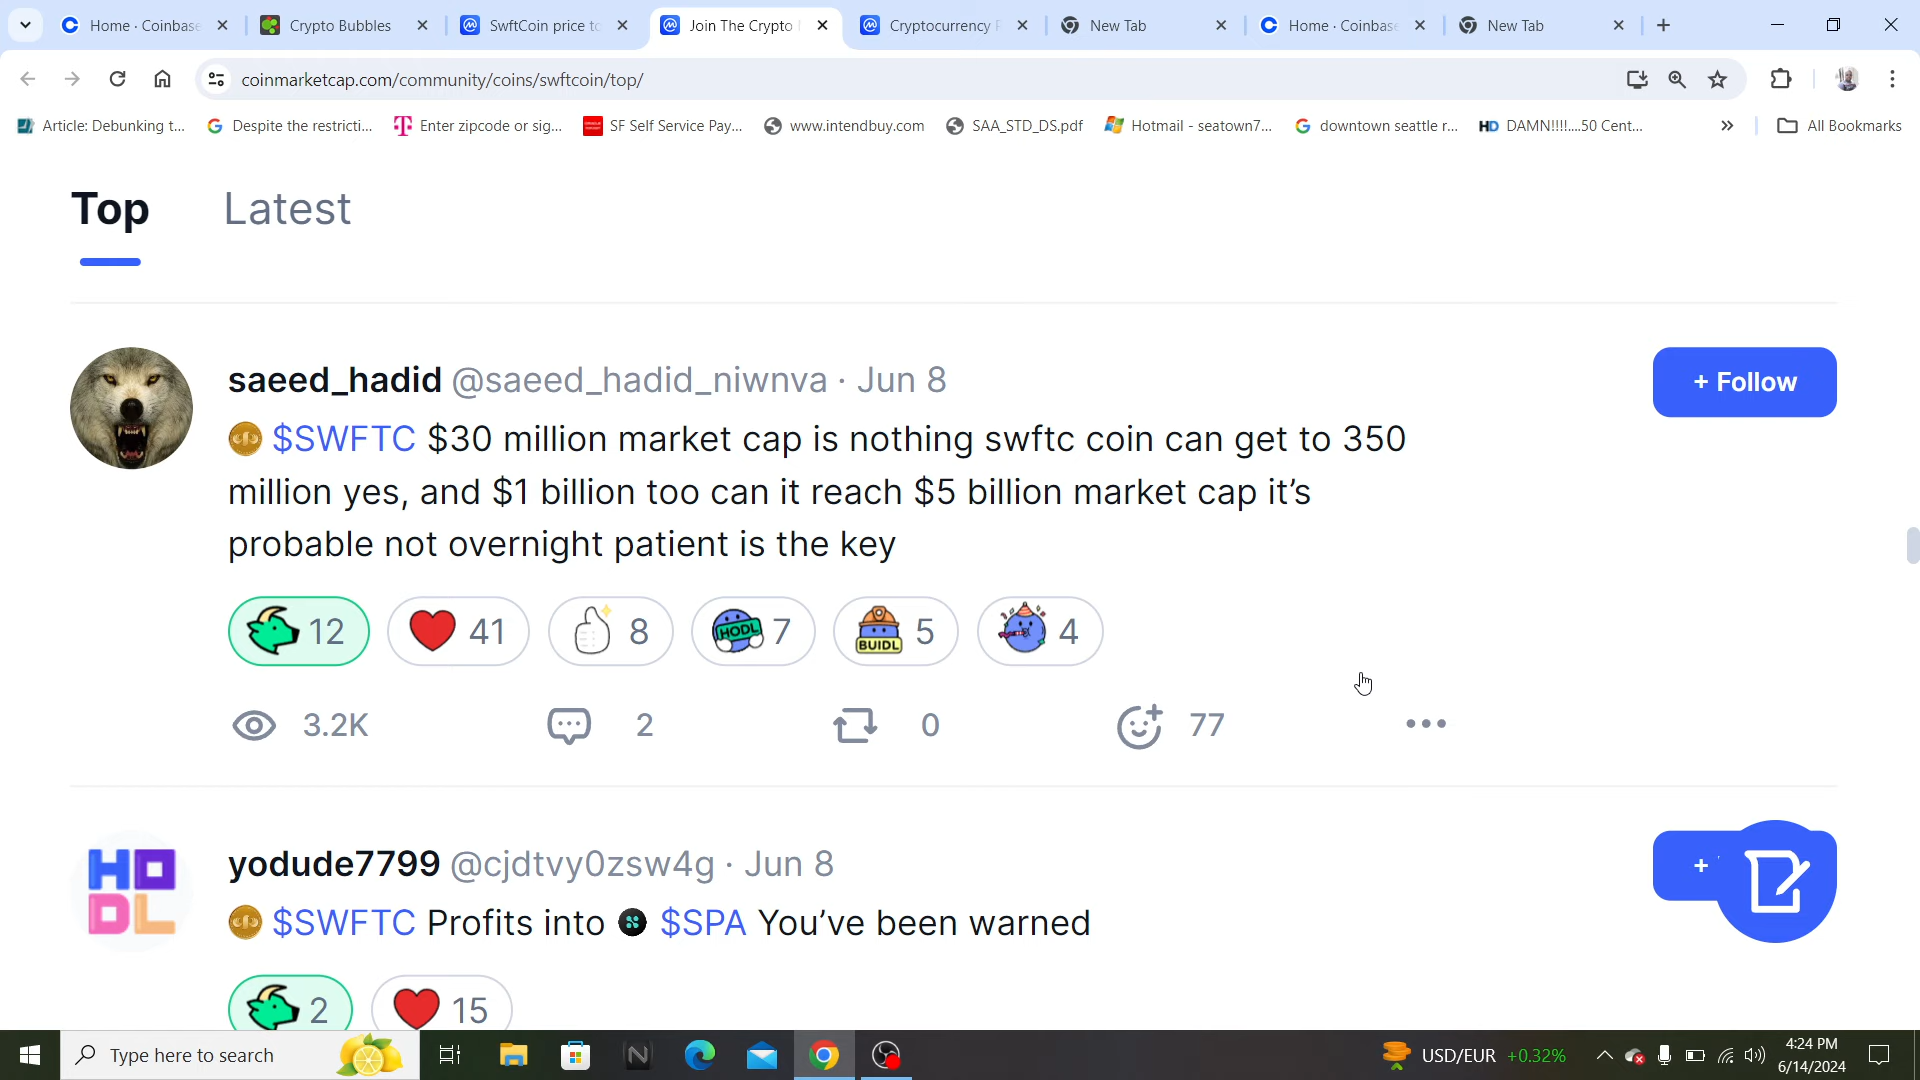 Home · Coinbase
Crypto Bubbles
SwftCoin price to
Join The Crypto
Cryptocurrency P
New Tab
Home · Coinbase
New Tab
coinmarketcap.com/community/coins/swftcoin/top/
Article: Debunking t...
Despite the restricti...
Enter zipcode or sig...
SF Self Service Pay...
www.intendbuy.com
SAA_STD_DS.pdf
Hotmail - seatown7...
downtown seattle r...
HD DAMN!!!!....50 Cent...
All Bookmarks
Top
Latest
saeed_hadid @saeed_hadid_niwnva · Jun 8
+ Follow
$SWFTC $30 million market cap is nothing swftc coin can get to 350
million yes, and $1 billion too can it reach $5 billion market cap it’s
probable not overnight patient is the key
12
41
8
HODL 7
BUIDL 5
4
3.2K
2
0
77
HODL
yodude7799 @cjdtvy0zsw4g · Jun 8
+
$SWFTC Profits into $SPA You’ve been warned
2
15
Type here to search
USD/EUR +0.32%
4:24 PM
6/14/2024